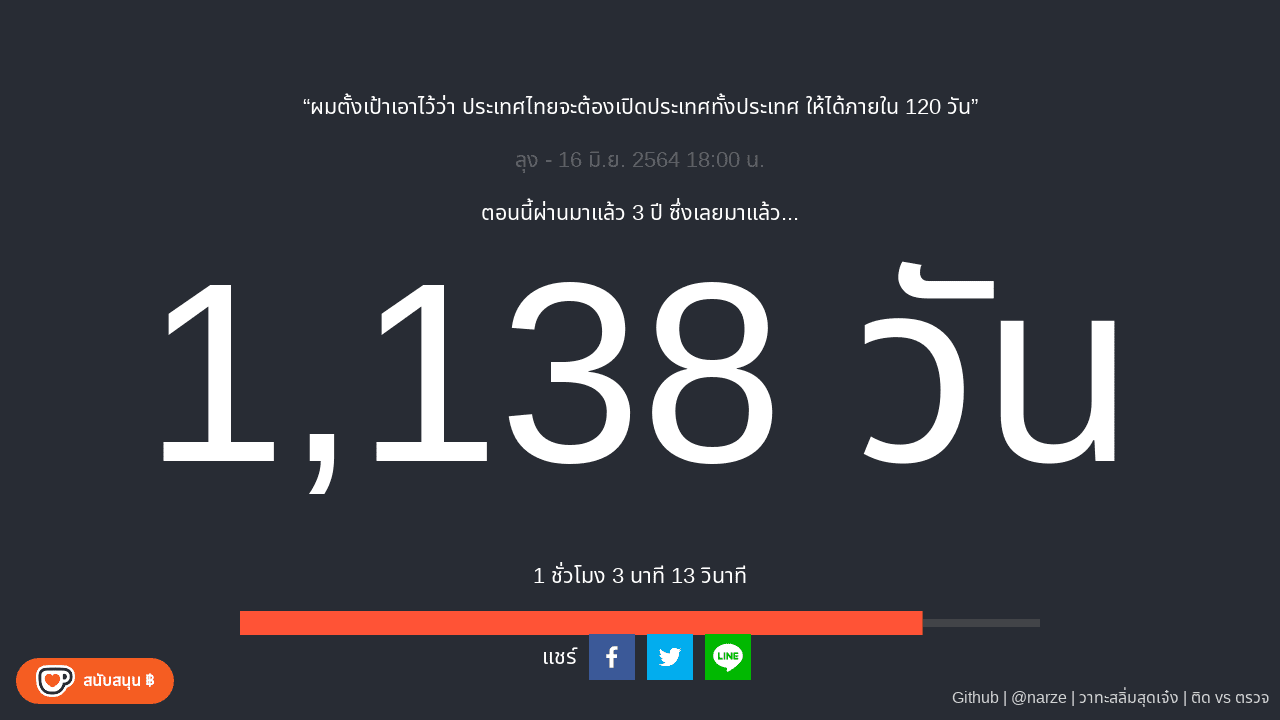 “ผมตั้งเป้าเอาไว้ว่า ประเทศไทยจะต้องเปิดประเทศทั้งประเทศ ให้ได้ภายใน 120 วัน”
ลุง - 16 มิ.ย. 2564 18:00 น.
ตอนนี้ผ่านมาแล้ว 3 ปี ซึ่งเลยมาแล้ว...
1,138 วัน
1 ชั่วโมง 3 นาที 13 วินาที
แชร์
LINE
สนับสนุน ฿
Github | @narze | วาทะสลิ่มสุดเจ๋ง | ติด vs ตรวจ